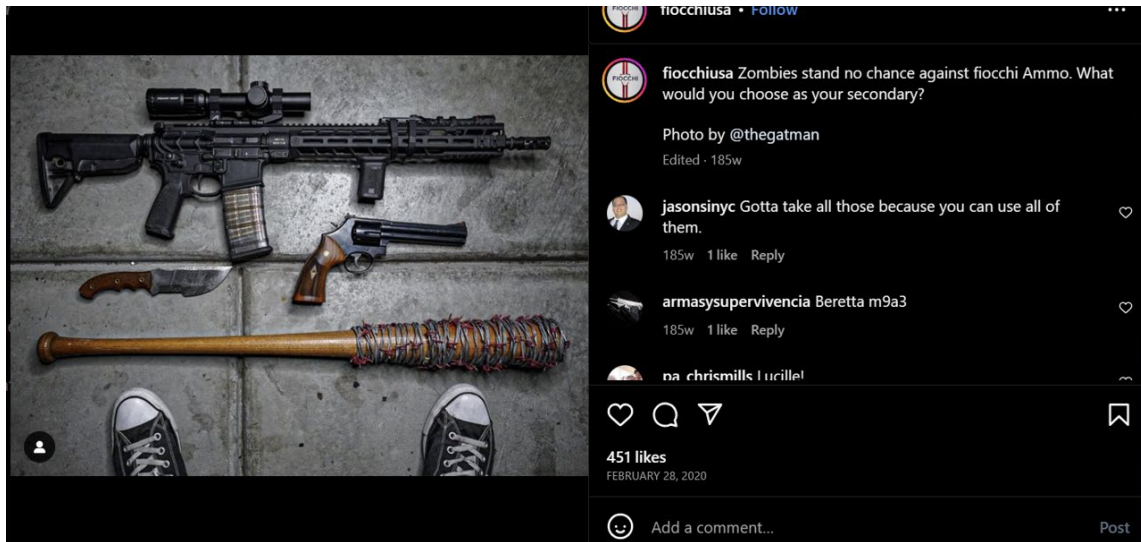 fiocchiusa • Follow
FIOCCHI
fiocchiusa Zombies stand no chance against fiocchi Ammo. What
would you choose as your secondary?
Photo by @thegatman
Edited · 185w
jasonsinyc Gotta take all those because you can use all of
them.
185w 1 like Reply
armasysupervivencia Beretta m9a3
185w 1 like Reply
pa_chrismills Lucille!
451 likes
FEBRUARY 28, 2020
Add a comment...
Post